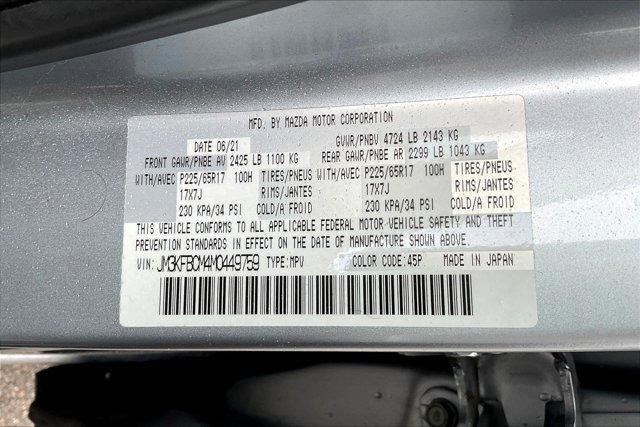 MFD. BY MAZDA MOTOR CORPORATION
DATE 06/21 GVWR/PNBV 4724 LB 2143 KG
FRONT GAWR/PNBE AV 2425 LB 1100 KG REAR GAWR/PNBE AR 2299 LB 1043 KG
WITH/AVEC P225/65R17 100H TIRES/PNEUS WITH/AVEC P225/65R17 100H TIRES/PNEUS
17X7J RIMS/JANTES 17X7J RIMS/JANTES
230 KPA/34 PSI COLD/A FROID 230 KPA/34 PSI COLD/A FROID
THIS VEHICLE CONFORMS TO ALL APPLICABLE FEDERAL MOTOR VEHICLE SAFETY AND THEFT
PREVENTION STANDARDS IN EFFECT ON THE DATE OF MANUFACTURE SHOWN ABOVE.
VIN: JM3KFBCM4M0449759 TYPE:MPV COLOR CODE:45P MADE IN JAPAN